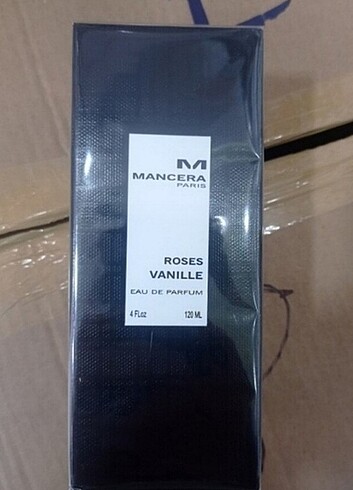 MANCERA
PARIS
ROSES
VANILLE
EAU DE PARFUM
4 FLoz 120 ML